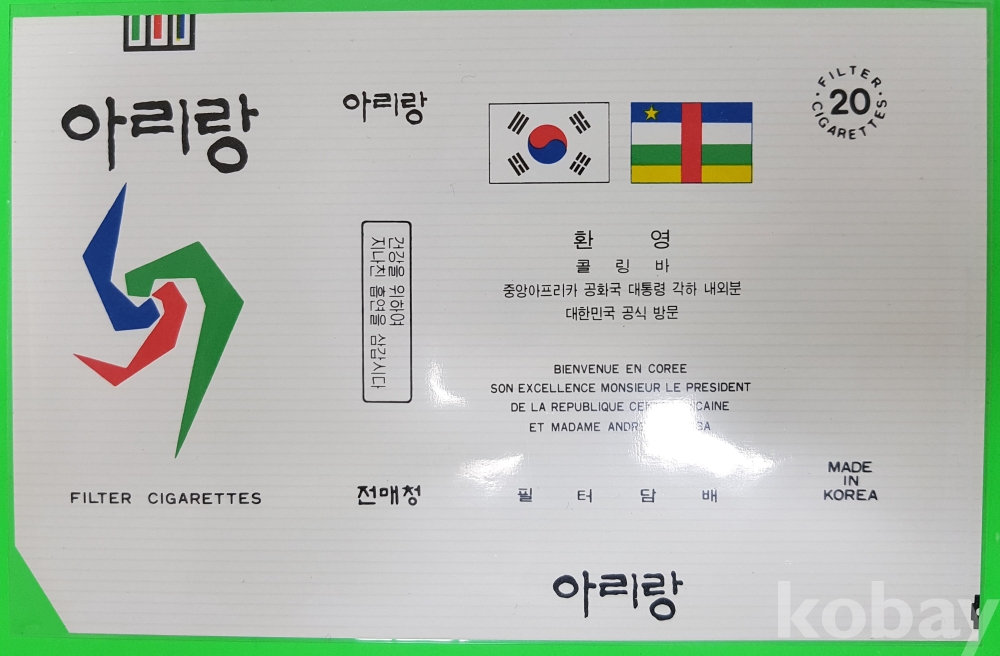 아리랑
FILTER CIGARETTES
아리랑
건강을 위하여
지나친 흡연을 삼갑시다
전매청
환 영
콜 링 바
중앙아프리카 공화국 대통령 각하 내외분
대한민국 공식 방문
BIENVENUE EN COREE
SON EXCELLENCE MONSIEUR LE PRESIDENT
DE LA REPUBLIQUE
ET MADAME
필 터 담 배
아리랑
FILTER
20
CIGARETTES
MADE
IN
KOREA
kobay